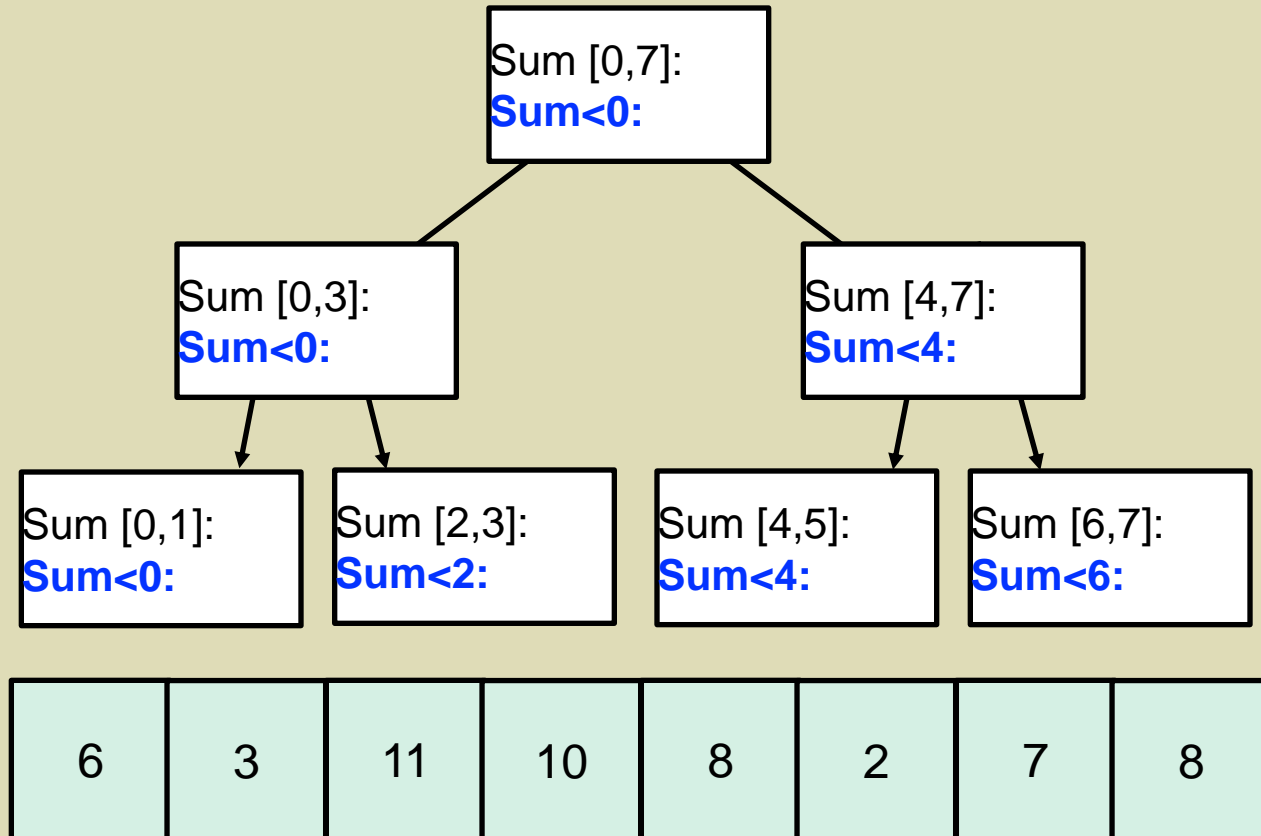 Sum [0,7]:
Sum<0:
Sum [0,3]:
Sum<0:
Sum [4,7]:
Sum<4:
Sum [0,1]:
Sum<0:
Sum [2,3]:
Sum<2:
Sum [4,5]:
Sum<4:
Sum [6,7]:
Sum<6:
6 3 11 10 8 2 7 8